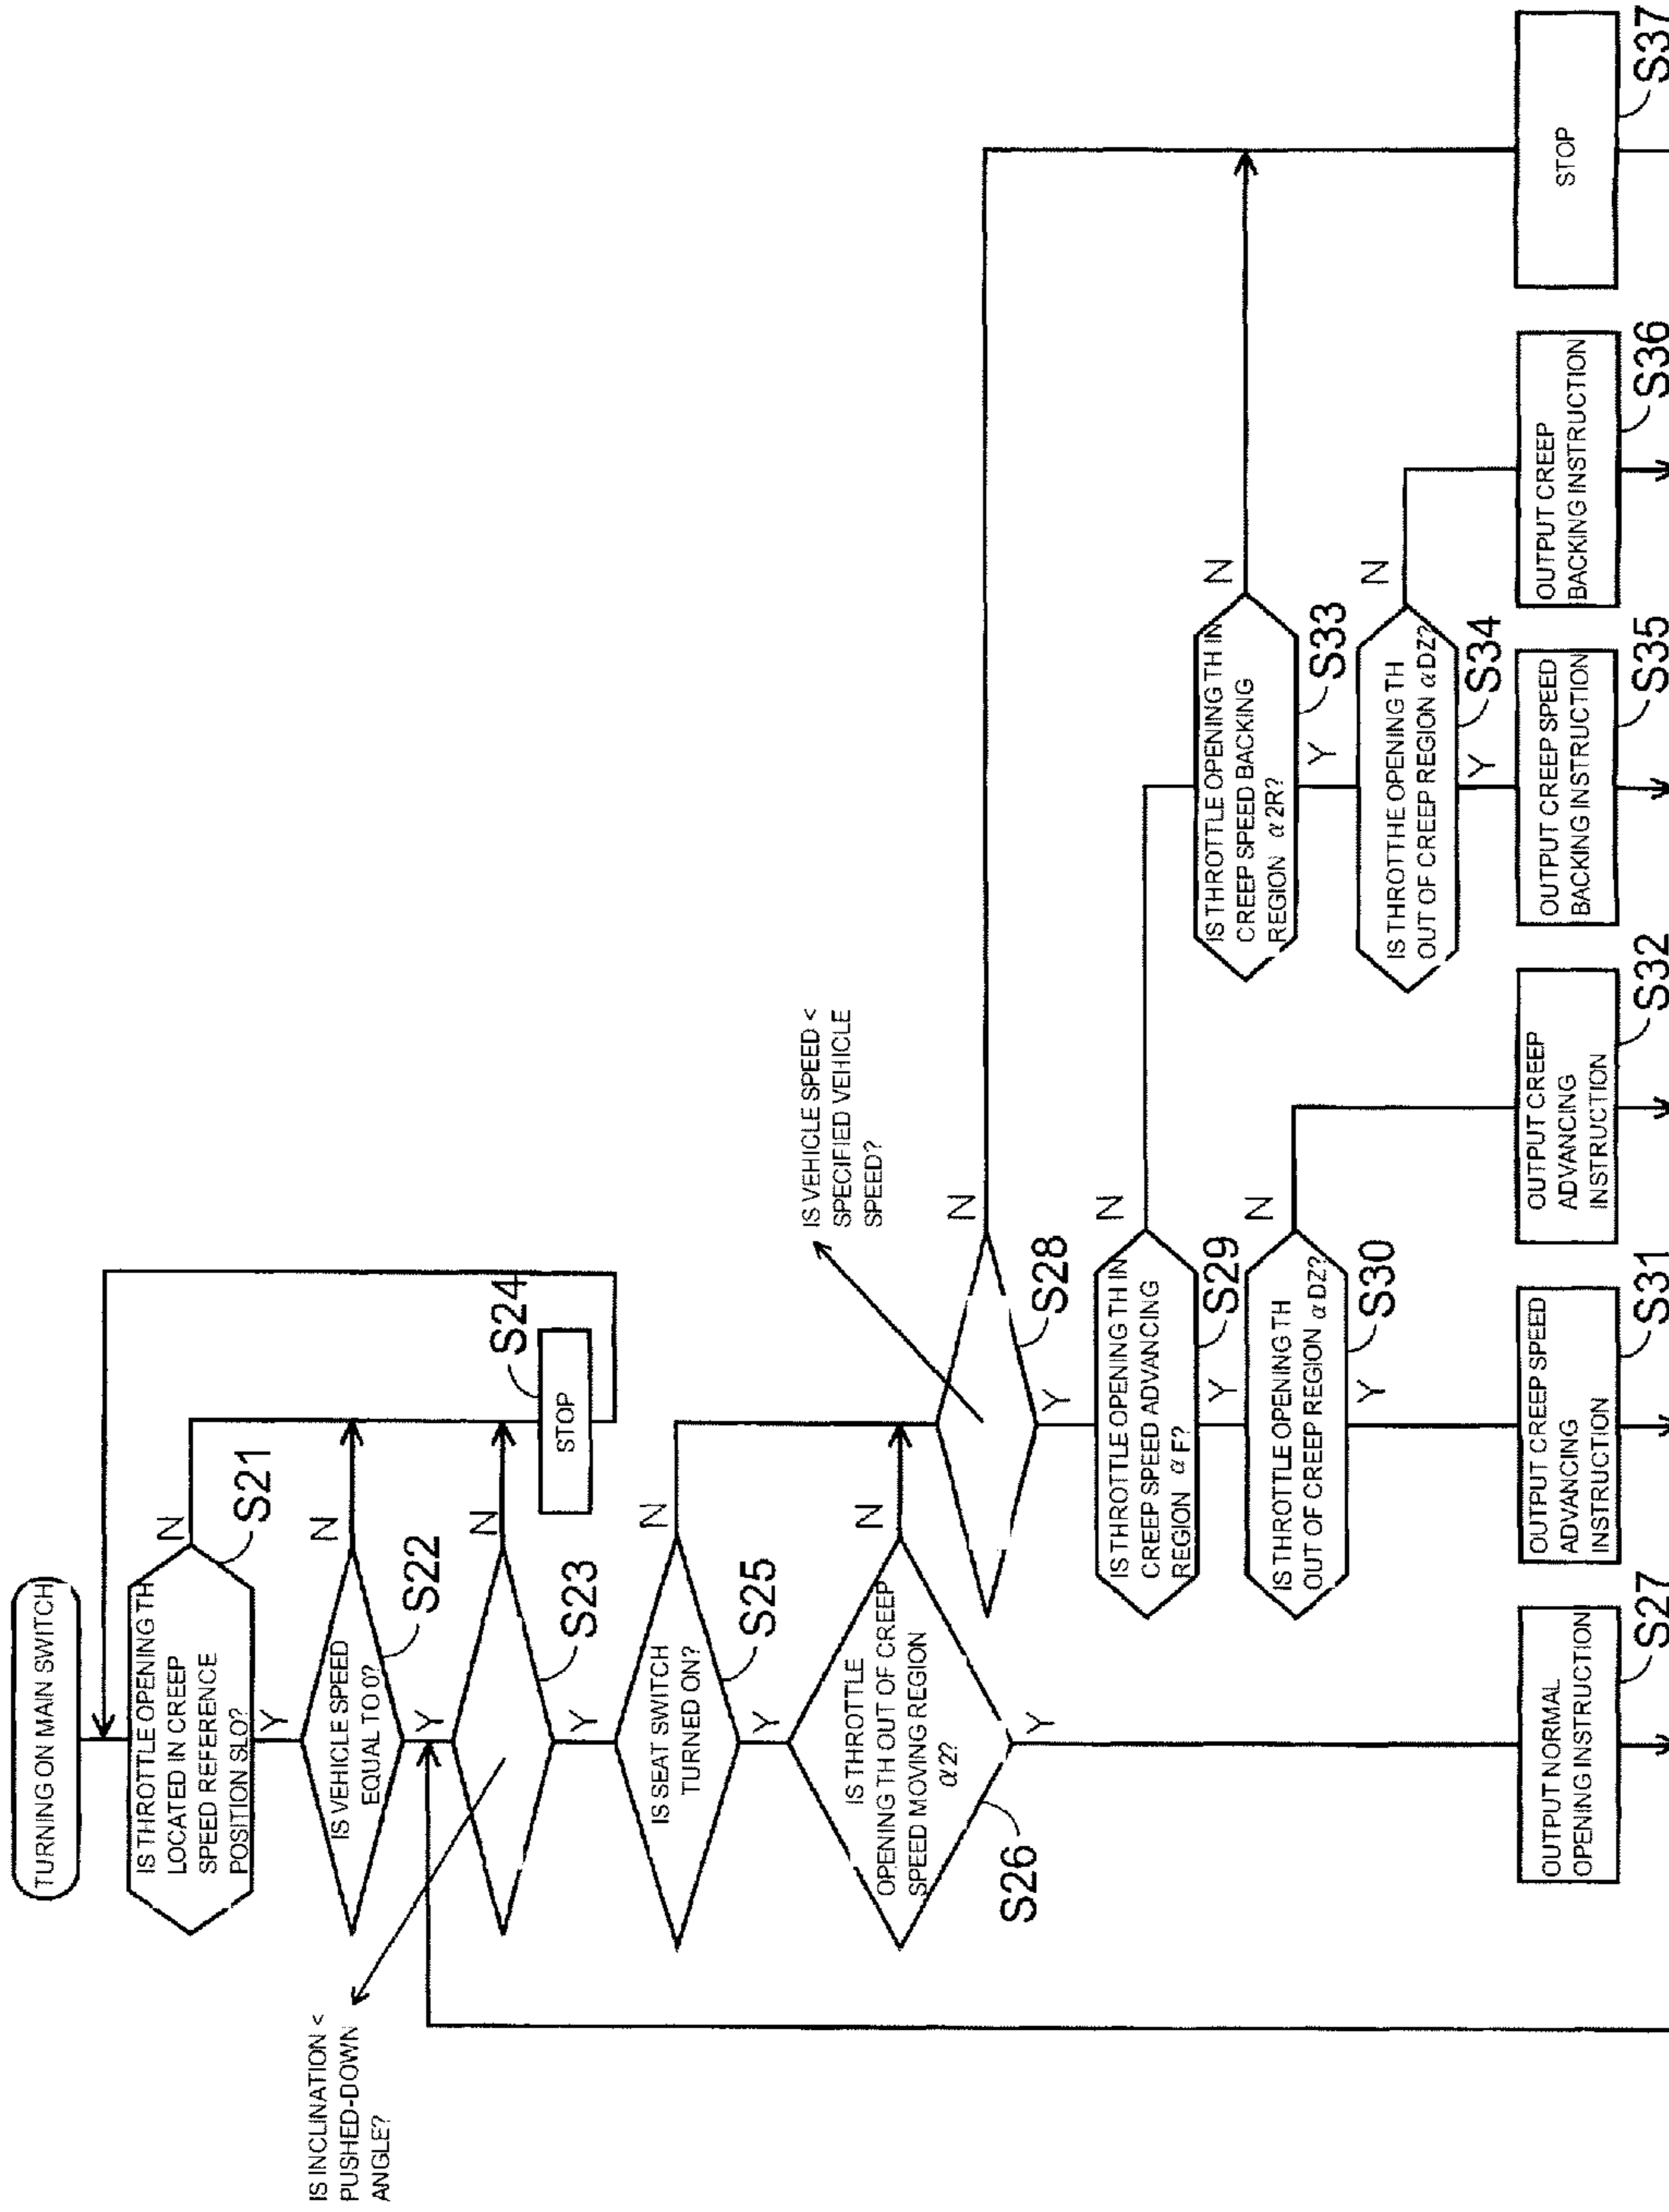 TURNING ON MAIN SWITCH
IS THROTTLE OPENING TH
LOCATED IN CREEP
SPEED REFERENCE
POSITION SLO?
N
S21
Y
IS VEHICLE SPEED
EQUAL TO 0?
N
S22
Y
IS INCLINATION <
PUSHED-DOWN
ANGLE?
N
S23
Y
S24
STOP
IS SEAT SWITCH
TURNED ON?
N
S25
Y
IS THROTTLE
OPENING TH OUT OF CREEP
SPEED MOVING REGION
α2?
N
S26
Y
IS VEHICLE SPEED <
SPECIFIED VEHICLE
SPEED?
N
S28
Y
IS THROTTLE OPENING TH IN
CREEP SPEED ADVANCING
REGION αF?
N
S29
Y
IS THROTTLE OPENING TH
OUT OF CREEP REGION αDZ?
N
S30
Y
IS THROTTLE OPENING TH IN
CREEP SPEED BACKING
REGION α2R?
N
S33
Y
IS THROTTHE OPENING TH
OUT OF CREEP REGION αDZ?
N
S34
Y
OUTPUT NORMAL
OPENING INSTRUCTION
S27
OUTPUT CREEP SPEED
ADVANCING
INSTRUCTION
S31
OUTPUT CREEP
ADVANCING
INSTRUCTION
S32
OUTPUT CREEP SPEED
BACKING INSTRUCTION
S35
OUTPUT CREEP
BACKING INSTRUCTION
S36
STOP
S37